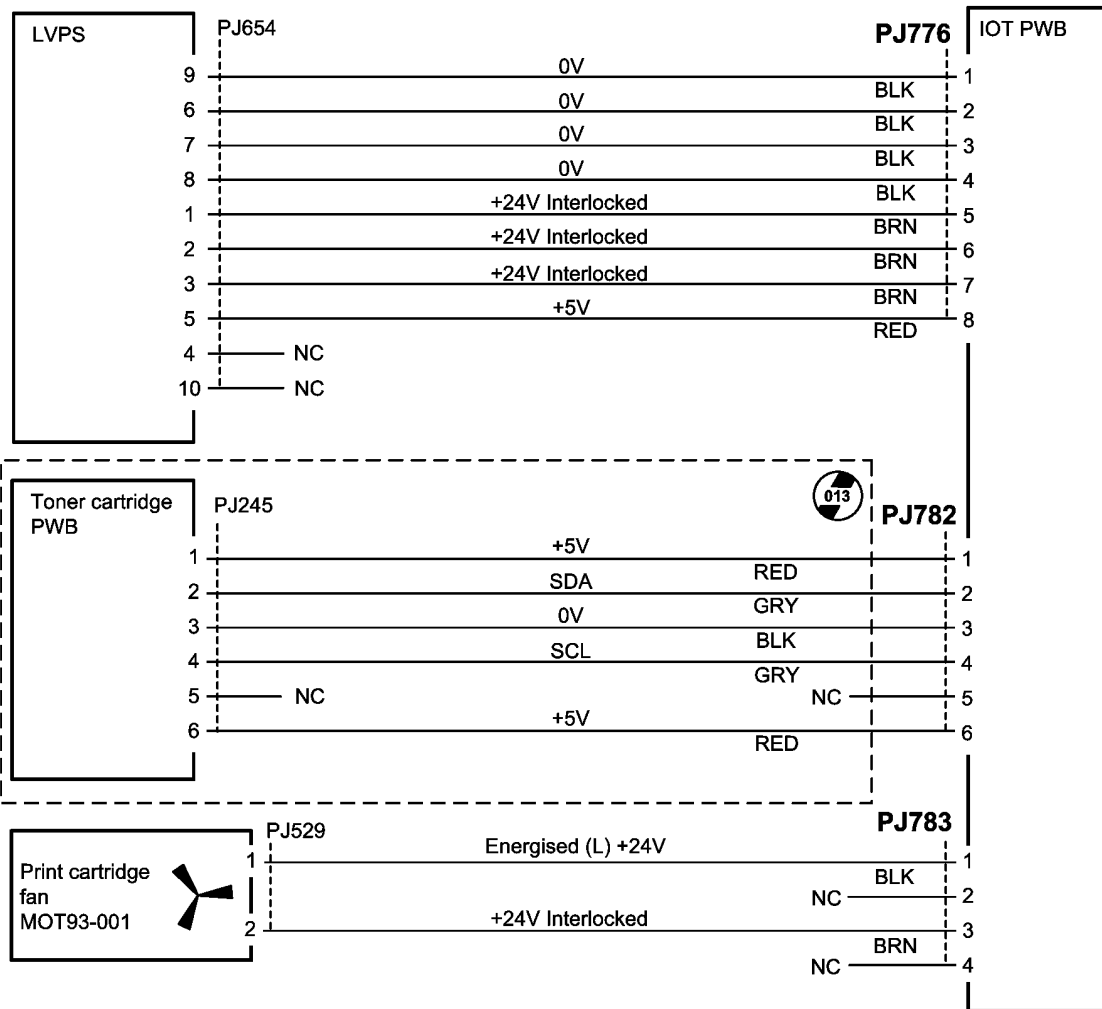 LVPS PJ654 PJ776 IOT PWB
9 0V 1
BLK
6 0V 2
BLK
7 0V 3
BLK
8 0V 4
BLK
1 +24V Interlocked 5
BRN
2 +24V Interlocked 6
BRN
3 +24V Interlocked 7
BRN
5 +5V 8
RED
4 NC
10 NC
013
Toner cartridge PJ245 PJ782
PWB
1 +5V 1
RED
2 SDA 2
GRY
3 0V 3
BLK
4 SCL 4
GRY
5 NC NC 5
6 +5V 6
RED
PJ529 PJ783
1 Energised (L) +24V 1
BLK
Print cartridge
fan
MOT93-001
NC 2
2 +24V Interlocked 3
BRN
NC 4